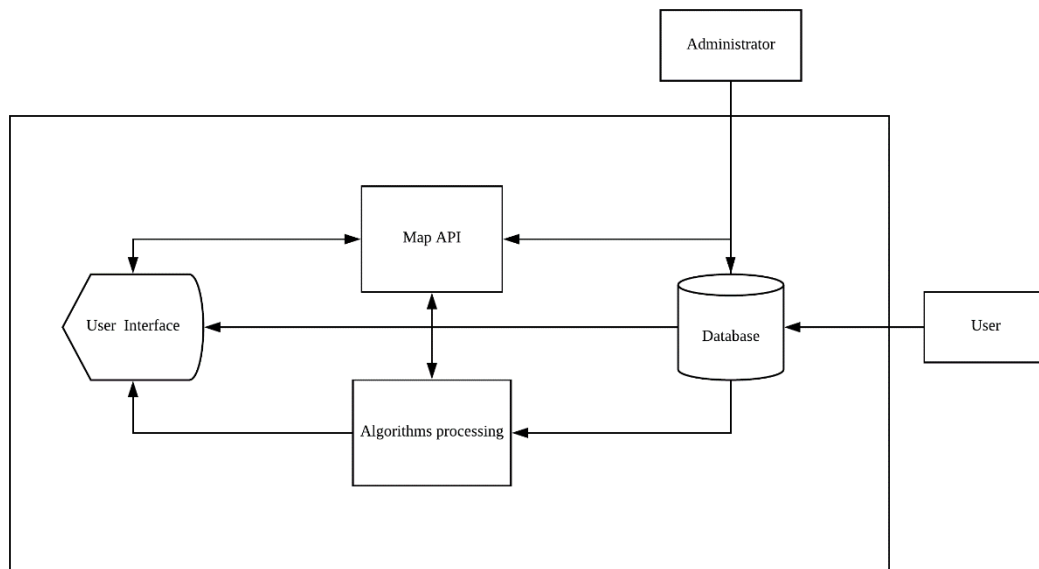 Administrator
Map API
User Interface
Database
User
Algorithms processing